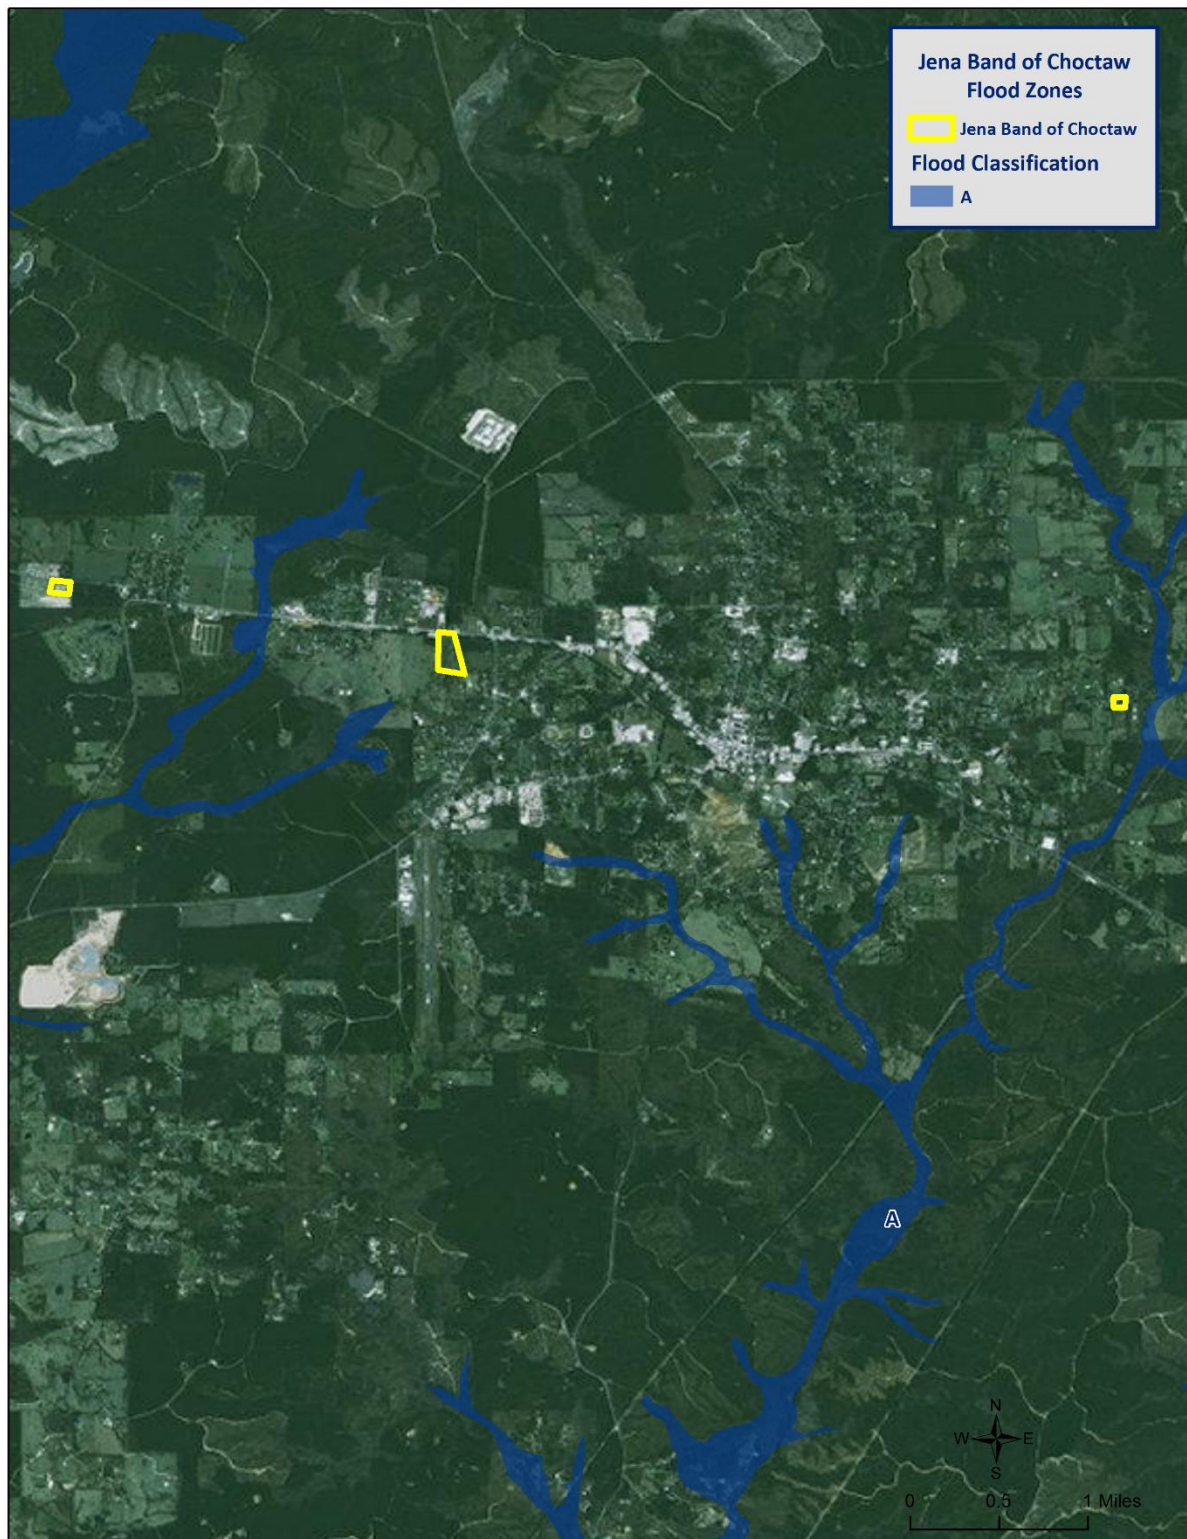 Jena Band of Choctaw
Flood Zones
Jena Band of Choctaw
Flood Classification
A
A
N
W E
S
0 0.5 1 Miles